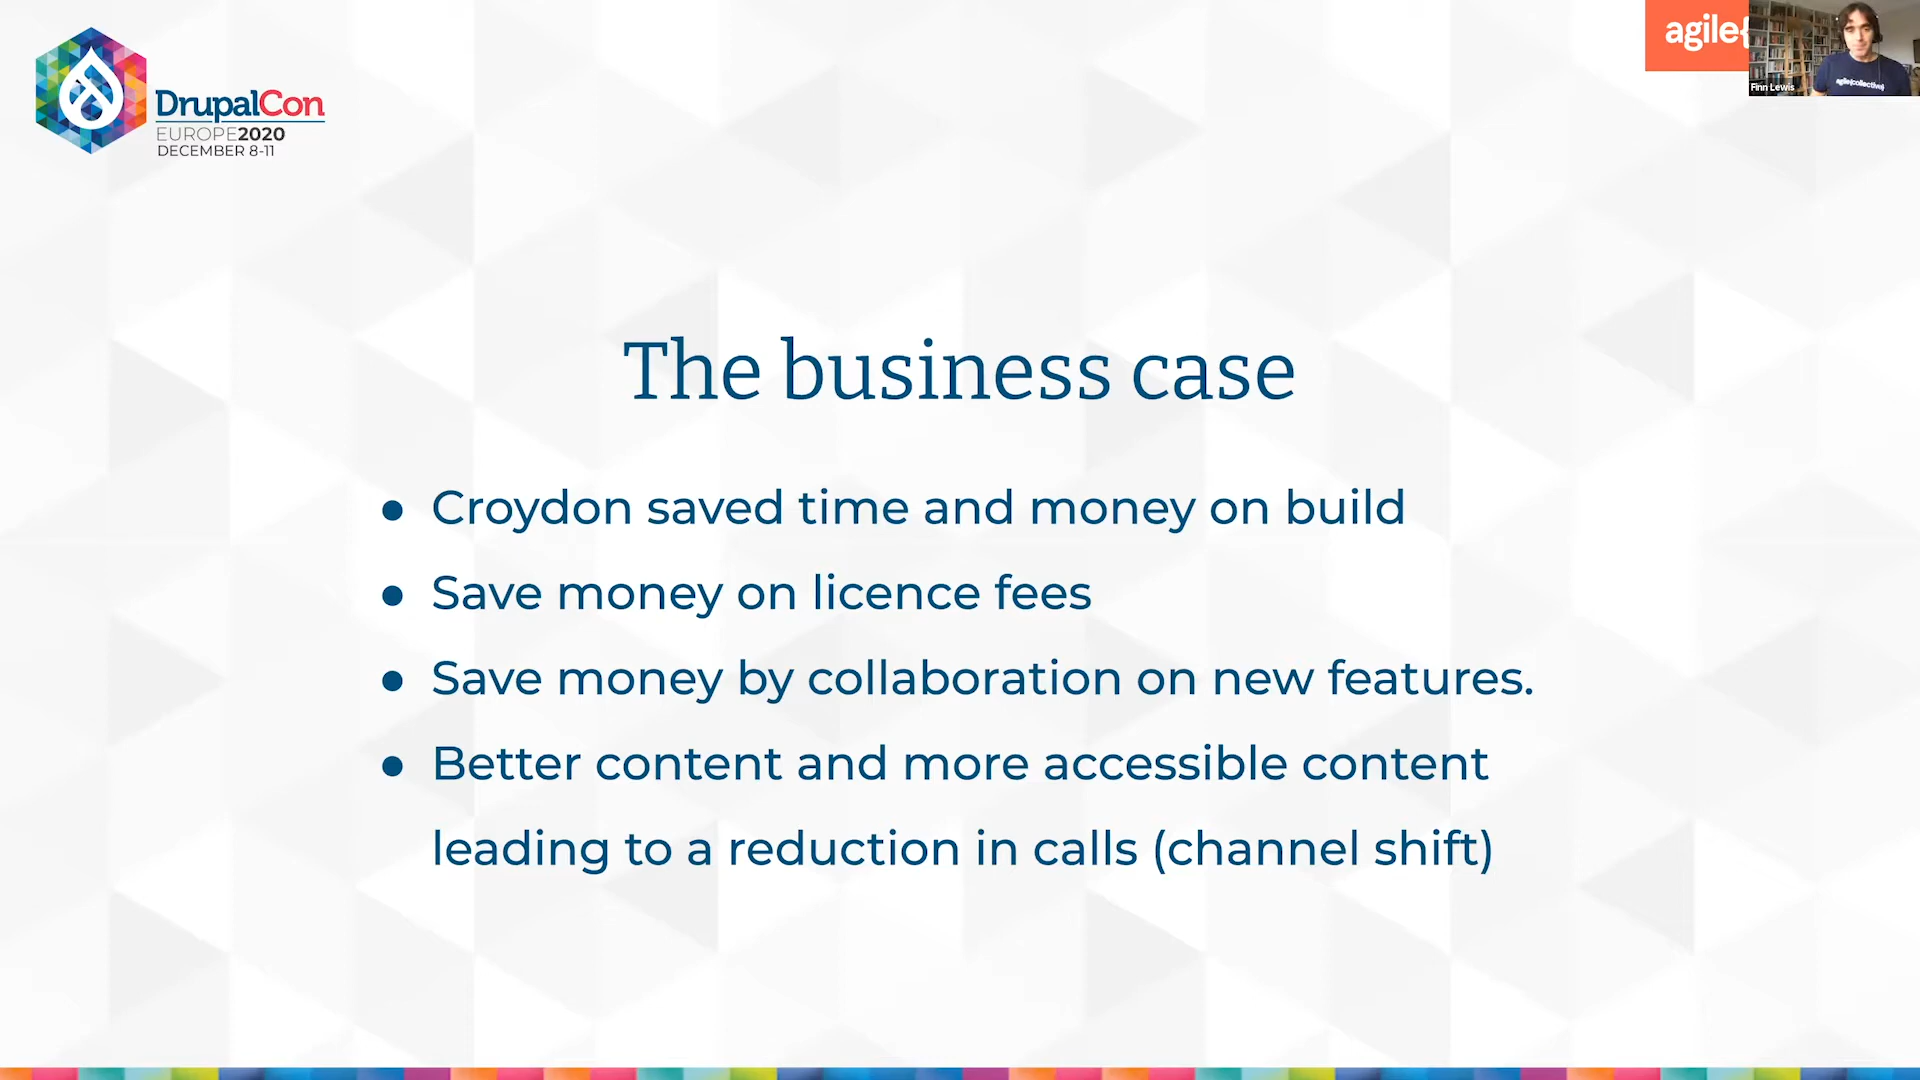 DrupalCon
EUROPE2020
DECEMBER 8-11
agile{
Finn Lewis
agile{collective}
The business case
● Croydon saved time and money on build
● Save money on licence fees
● Save money by collaboration on new features.
● Better content and more accessible content
leading to a reduction in calls (channel shift)